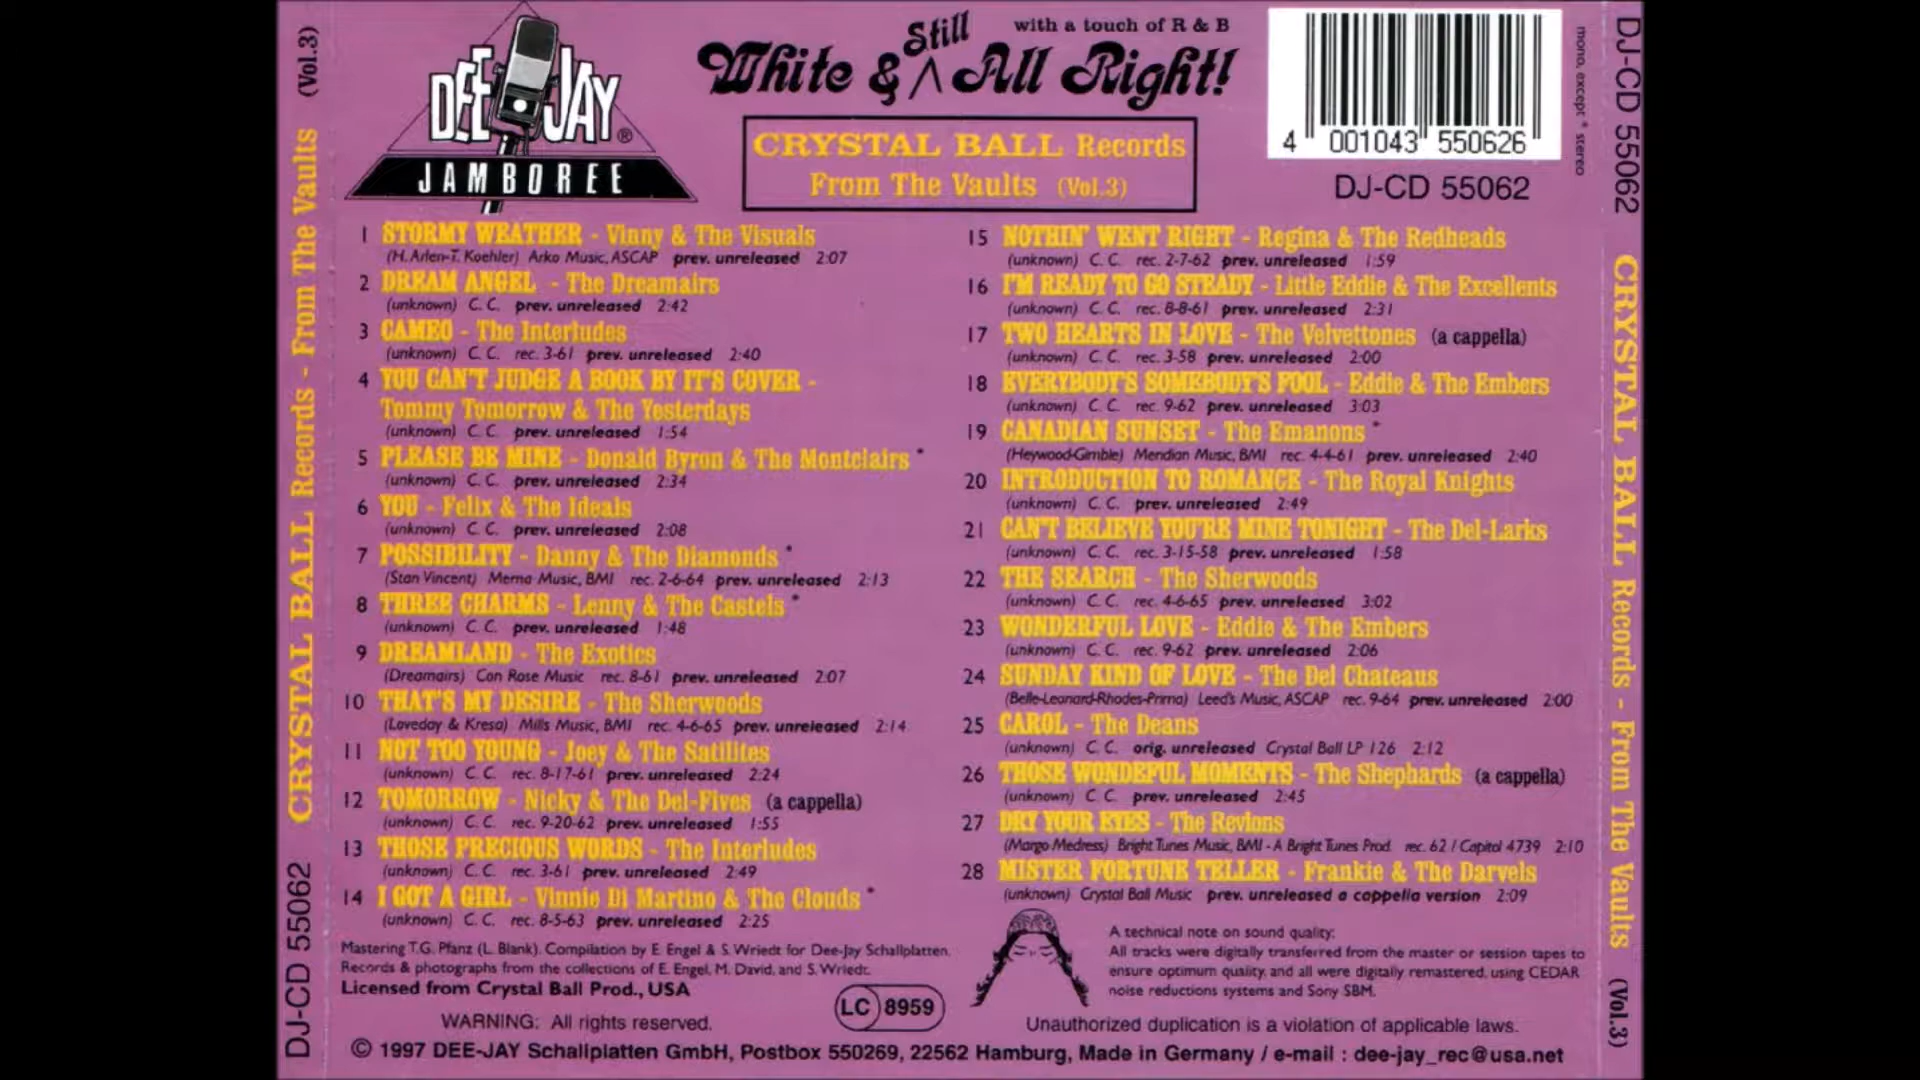 DEE JAY®
JAMBOREE
with a touch of R & B
Still
White & All Right!
CRYSTAL BALL Records
From The Vaults (Vol.3)
4 001043 550626
DJ-CD 55062
mono, except * stereo
1 STORMY WEATHER - Vinny & The Visuals
(H. Arlen-T. Koehler) Arko Music, ASCAP prev. unreleased 2:07
2 DREAM ANGEL - The Dreamairs
(unknown) C. C. prev. unreleased 2:42
3 CAMEO - The Interludes
(unknown) C. C. rec. 3-61 prev. unreleased 2:40
4 YOU CAN'T JUDGE A BOOK BY IT'S COVER -
Tommy Tomorrow & The Yesterdays
(unknown) C. C. prev. unreleased 1:54
5 PLEASE BE MINE - Donald Byron & The Montclairs *
(unknown) C. C. prev. unreleased 2:34
6 YOU - Felix & The Ideals
(unknown) C. C. prev. unreleased 2:08
7 POSSIBILITY - Danny & The Diamonds *
(Stan Vincent) Merna Music, BMI rec. 2-6-64 prev. unreleased 2:13
8 THREE CHARMS - Lenny & The Castels *
(unknown) C. C. prev. unreleased 1:48
9 DREAMLAND - The Exotics
(Dreamairs) Con Rose Music rec. 8-61 prev. unreleased 2:07
10 THAT'S MY DESIRE - The Sherwoods
(Loveday & Kresa) Mills Music, BMI rec. 4-6-65 prev. unreleased 2:14
11 NOT TOO YOUNG - Joey & The Satilites
(unknown) C. C. rec. 8-17-61 prev. unreleased 2:24
12 TOMORROW - Nicky & The Del-Fives (a cappella)
(unknown) C. C. rec. 9-20-62 prev. unreleased 1:55
13 THOSE PRECIOUS WORDS - The Interludes
(unknown) C. C. rec. 3-61 prev. unreleased 2:49
14 I GOT A GIRL - Vinnie Di Martino & The Clouds *
(unknown) C. C. rec. 8-5-63 prev. unreleased 2:25
15 NOTHIN' WENT RIGHT - Regina & The Redheads
(unknown) C. C. rec. 2-7-62 prev. unreleased 1:59
16 I'M READY TO GO STEADY - Little Eddie & The Excellents
(unknown) C. C. rec. 8-8-61 prev. unreleased 2:31
17 TWO HEARTS IN LOVE - The Velvettones (a cappella)
(unknown) C. C. rec. 3-58 prev. unreleased 2:00
18 EVERYBODY'S SOMEBODY'S FOOL - Eddie & The Embers
(unknown) C. C. rec. 9-62 prev. unreleased 3:03
19 CANADIAN SUNSET - The Emanons *
(Heywood-Gimble) Meridian Music, BMI rec. 4-4-61 prev. unreleased 2:40
20 INTRODUCTION TO ROMANCE - The Royal Knights
(unknown) C. C. prev. unreleased 2:49
21 CAN'T BELIEVE YOU'RE MINE TONIGHT - The Del-Larks
(unknown) C. C. rec. 3-15-58 prev. unreleased 1:58
22 THE SEARCH - The Sherwoods
(unknown) C. C. rec. 4-6-65 prev. unreleased 3:02
23 WONDERFUL LOVE - Eddie & The Embers
(unknown) C. C. rec. 9-62 prev. unreleased 2:06
24 SUNDAY KIND OF LOVE - The Del Chateaus
(Belle-Leonard-Rhodes-Prima) Leed's Music, ASCAP rec. 9-64 prev. unreleased 2:00
25 CAROL - The Deans
(unknown) C. C. orig. unreleased Crystal Ball LP 126 2:12
26 THOSE WONDEFUL MOMENTS - The Shephards (a cappella)
(unknown) C. C. prev. unreleased 2:45
27 DRY YOUR EYES - The Revlons
(Margo Medress) Bright Tunes Music, BMI - A Bright Tunes Prod. rec. 62 / Capitol 4739 2:10
28 MISTER FORTUNE TELLER - Frankie & The Darvels
(unknown) Crystal Ball Music prev. unreleased a cappella version 2:09
Mastering T.G. Pfanz (L. Blank). Compilation by E. Engel & S. Wriedt for Dee-Jay Schallplatten.
Records & photographs from the collections of E. Engel, M. David, and S. Wriedt.
Licensed from Crystal Ball Prod., USA
WARNING: All rights reserved.
LC 8959
A technical note on sound quality:
All tracks were digitally transferred from the master or session tapes to
ensure optimum quality and all were digitally remastered, using CEDAR
noise reductions systems and Sony SBM.
Unauthorized duplication is a violation of applicable laws.
© 1997 DEE-JAY Schallplatten GmbH, Postbox 550269, 22562 Hamburg, Made in Germany / e-mail : dee-jay_rec@usa.net
DJ-CD 55062 CRYSTAL BALL Records - From The Vaults (Vol.3)
DJ-CD 55062 CRYSTAL BALL Records - From The Vaults (Vol.3)